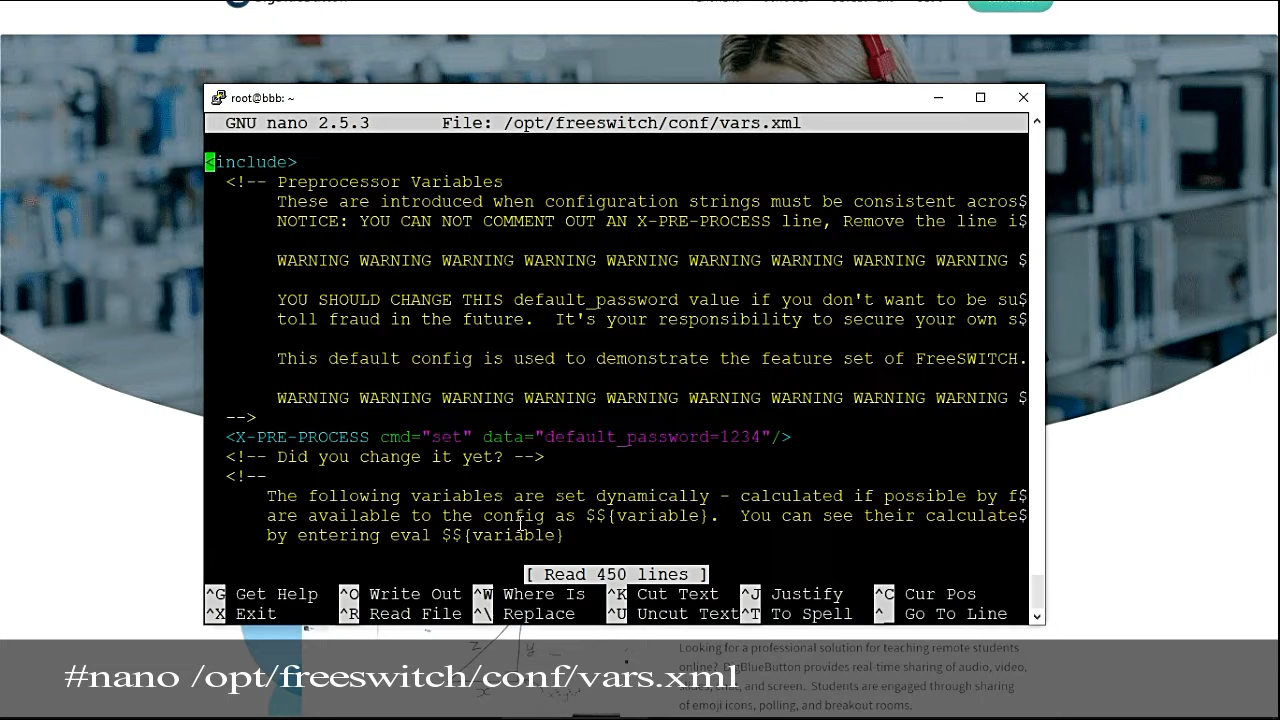 root@bbb: ~
GNU nano 2.5.3 File: /opt/freeswitch/conf/vars.xml
<include>
<!-- Preprocessor Variables
These are introduced when configuration strings must be consistent acros$
NOTICE: YOU CAN NOT COMMENT OUT AN X-PRE-PROCESS line, Remove the line i$
WARNING WARNING WARNING WARNING WARNING WARNING WARNING WARNING WARNING $
YOU SHOULD CHANGE THIS default_password value if you don't want to be su$
toll fraud in the future.  It's your responsibility to secure your own s$
This default config is used to demonstrate the feature set of FreeSWITCH.
WARNING WARNING WARNING WARNING WARNING WARNING WARNING WARNING WARNING $
-->
<X-PRE-PROCESS cmd="set" data="default_password=1234"/>
<!-- Did you change it yet? -->
<!--
The following variables are set dynamically - calculated if possible by f$
are available to the config as $${variable}.  You can see their calculate$
by entering eval $${variable}
[ Read 450 lines ]
^G Get Help ^O Write Out ^W Where Is ^K Cut Text ^J Justify ^C Cur Pos
^X Exit ^R Read File ^\ Replace ^U Uncut Text ^T To Spell ^_ Go To Line
Looking for a professional solution for teaching remote students
online? BigBlueButton provides real-time sharing of audio, video,
slides, chat, and screen. Students are engaged through sharing
of emoji icons, polling, and breakout rooms.
#nano /opt/freeswitch/conf/vars.xml